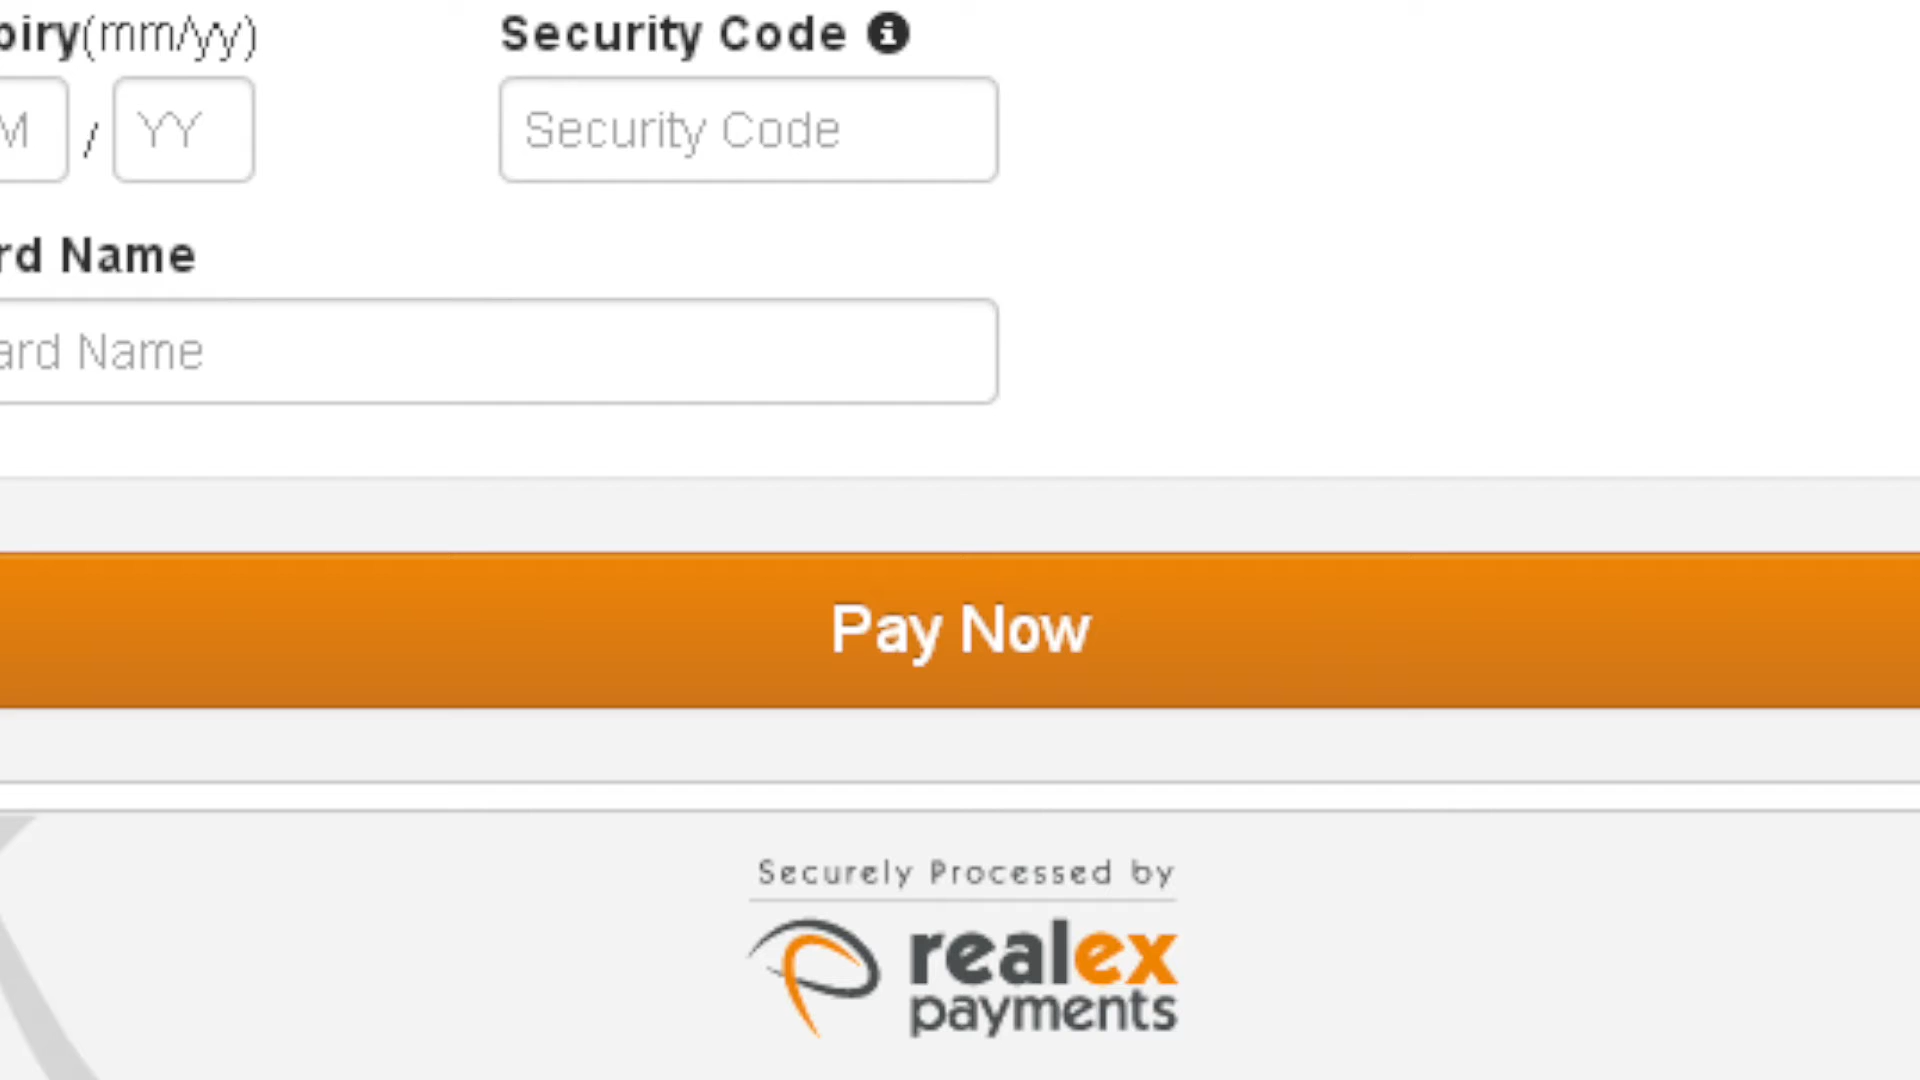 piry(mm/yy) Security Code
M / YY Security Code
rd Name
ard Name
Pay Now
Securely Processed by
realex
payments